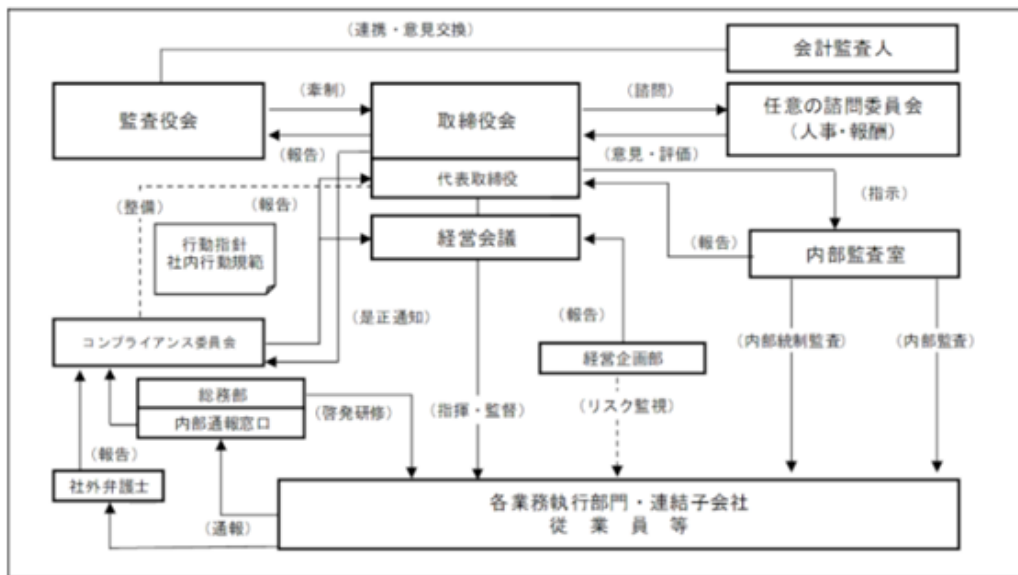 （連携・意見交換）
会計監査人
監査役会
（牽制）
取締役会
（諮問）
任意の諮問委員会
（人事・報酬）
（報告）
（意見・評価）
代表取締役
（指示）
（整備）
（報告）
経営会議
（報告）
内部監査室
行動指針
社内行動規範
（是正通知）
（報告）
コンプライアンス委員会
（内部統制監査）
（内部監査）
経営企画部
総務部
（啓発研修）
（指揮・監督）
（リスク監視）
内部通報窓口
（報告）
社外弁護士
各業務執行部門・連結子会社
従業員等
（通報）